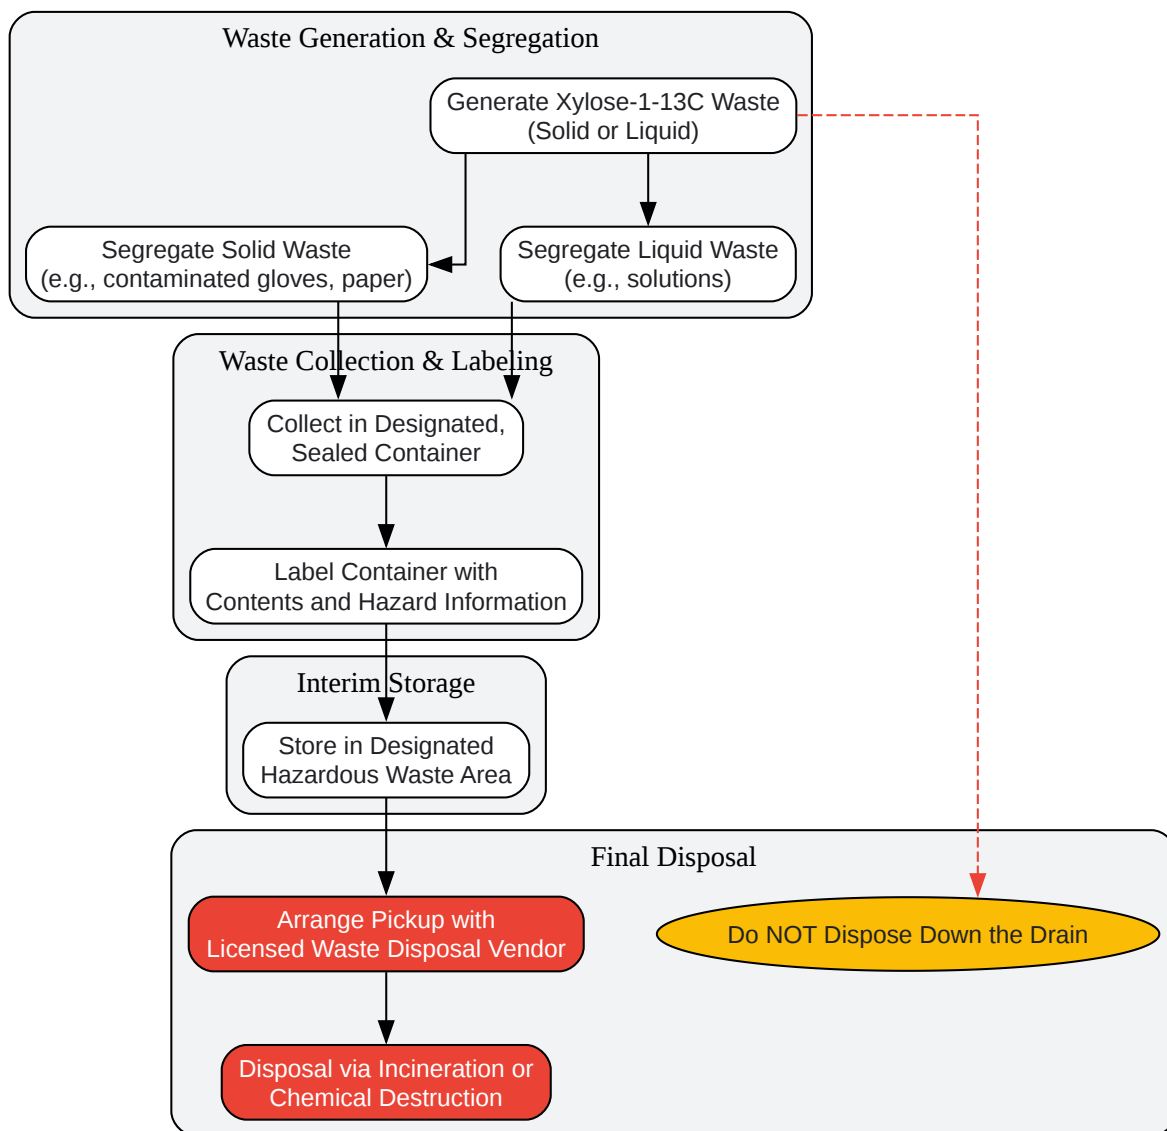 Waste Generation & Segregation
Generate Xylose-1-13C Waste
(Solid or Liquid)
Segregate Solid Waste
(e.g., contaminated gloves, paper)
Segregate Liquid Waste
(e.g., solutions)
Waste Collection & Labeling
Collect in Designated,
Sealed Container
Label Container with
Contents and Hazard Information
Interim Storage
Store in Designated
Hazardous Waste Area
Final Disposal
Arrange Pickup with
Licensed Waste Disposal Vendor
Do NOT Dispose Down the Drain
Disposal via Incineration or
Chemical Destruction